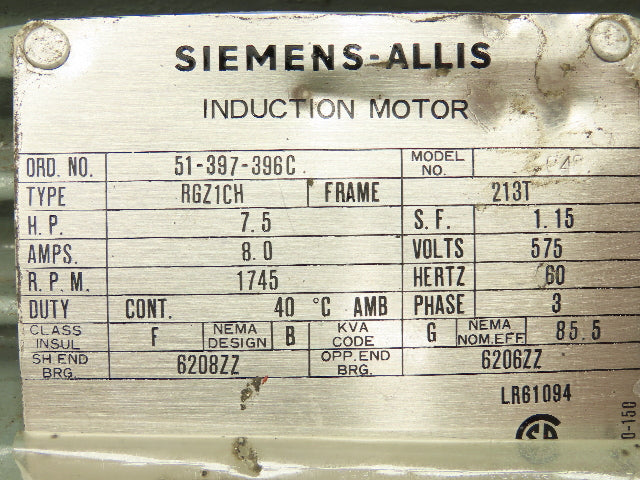 SIEMENS-ALLIS
INDUCTION MOTOR
ORD. NO. 51-397-396C MODEL NO.
TYPE RGZ1CH FRAME 213T
H.P. 7.5 S.F. 1.15
AMPS. 8.0 VOLTS 575
R.P.M. 1745 HERTZ 60
DUTY CONT. 40 °C AMB PHASE 3
CLASS INSUL F NEMA DESIGN B KVA CODE G NEMA NOM.EFF 85.5
SH.END BRG. 6208ZZ OPP.END BRG. 6206ZZ
LR61094
0-150